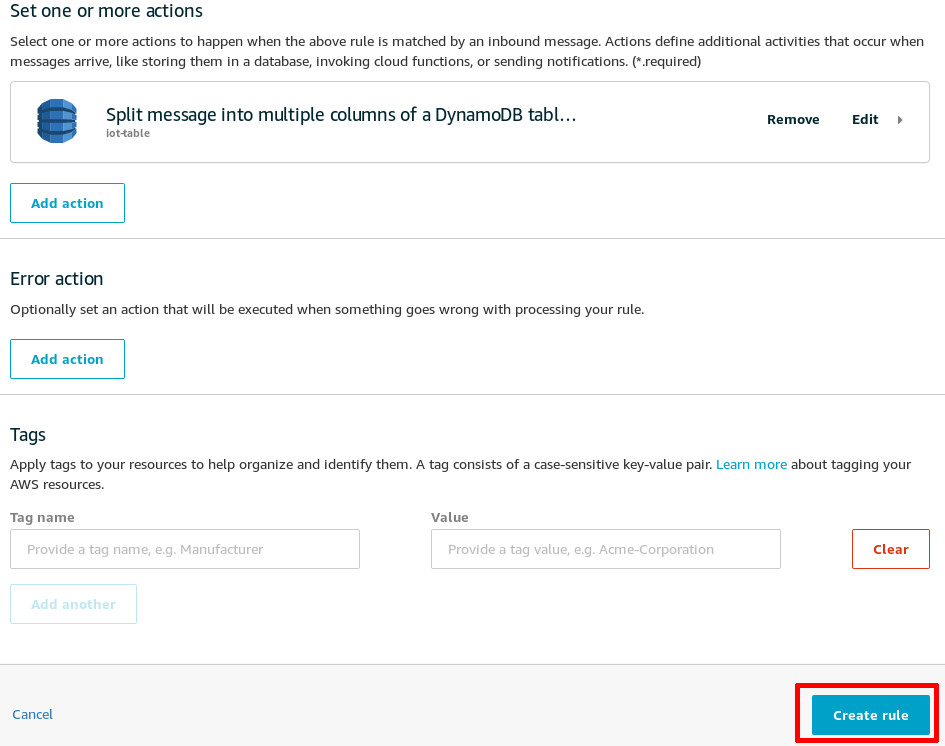 Set one or more actions
Select one or more actions to happen when the above rule is matched by an inbound message. Actions define additional activities that occur when
messages arrive, like storing them in a database, invoking cloud functions, or sending notifications. (*.required)
Split message into multiple columns of a DynamoDB tabl...
iot-table
Remove
Edit
Add action
Error action
Optionally set an action that will be executed when something goes wrong with processing your rule.
Add action
Tags
Apply tags to your resources to help organize and identify them. A tag consists of a case-sensitive key-value pair. Learn more about tagging your
AWS resources.
Tag name
Value
Provide a tag name, e.g. Manufacturer
Provide a tag value, e.g. Acme-Corporation
Clear
Add another
Cancel
Create rule